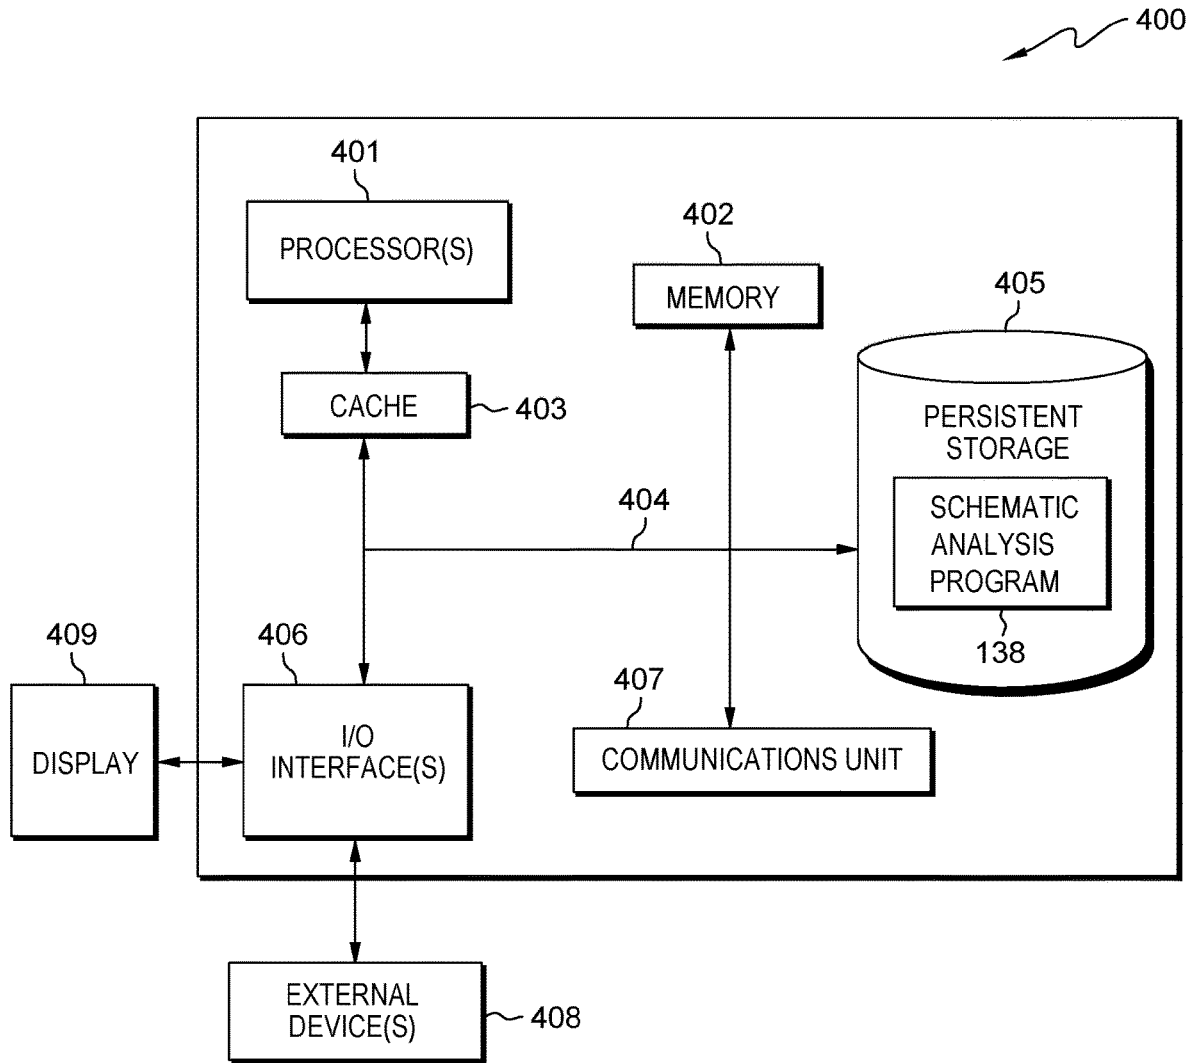 400
401
PROCESSOR(S)
402
MEMORY
405
CACHE
403
PERSISTENT
STORAGE
404
SCHEMATIC
ANALYSIS
PROGRAM
138
409
406
407
DISPLAY
I/O
INTERFACE(S)
COMMUNICATIONS UNIT
EXTERNAL
DEVICE(S)
408